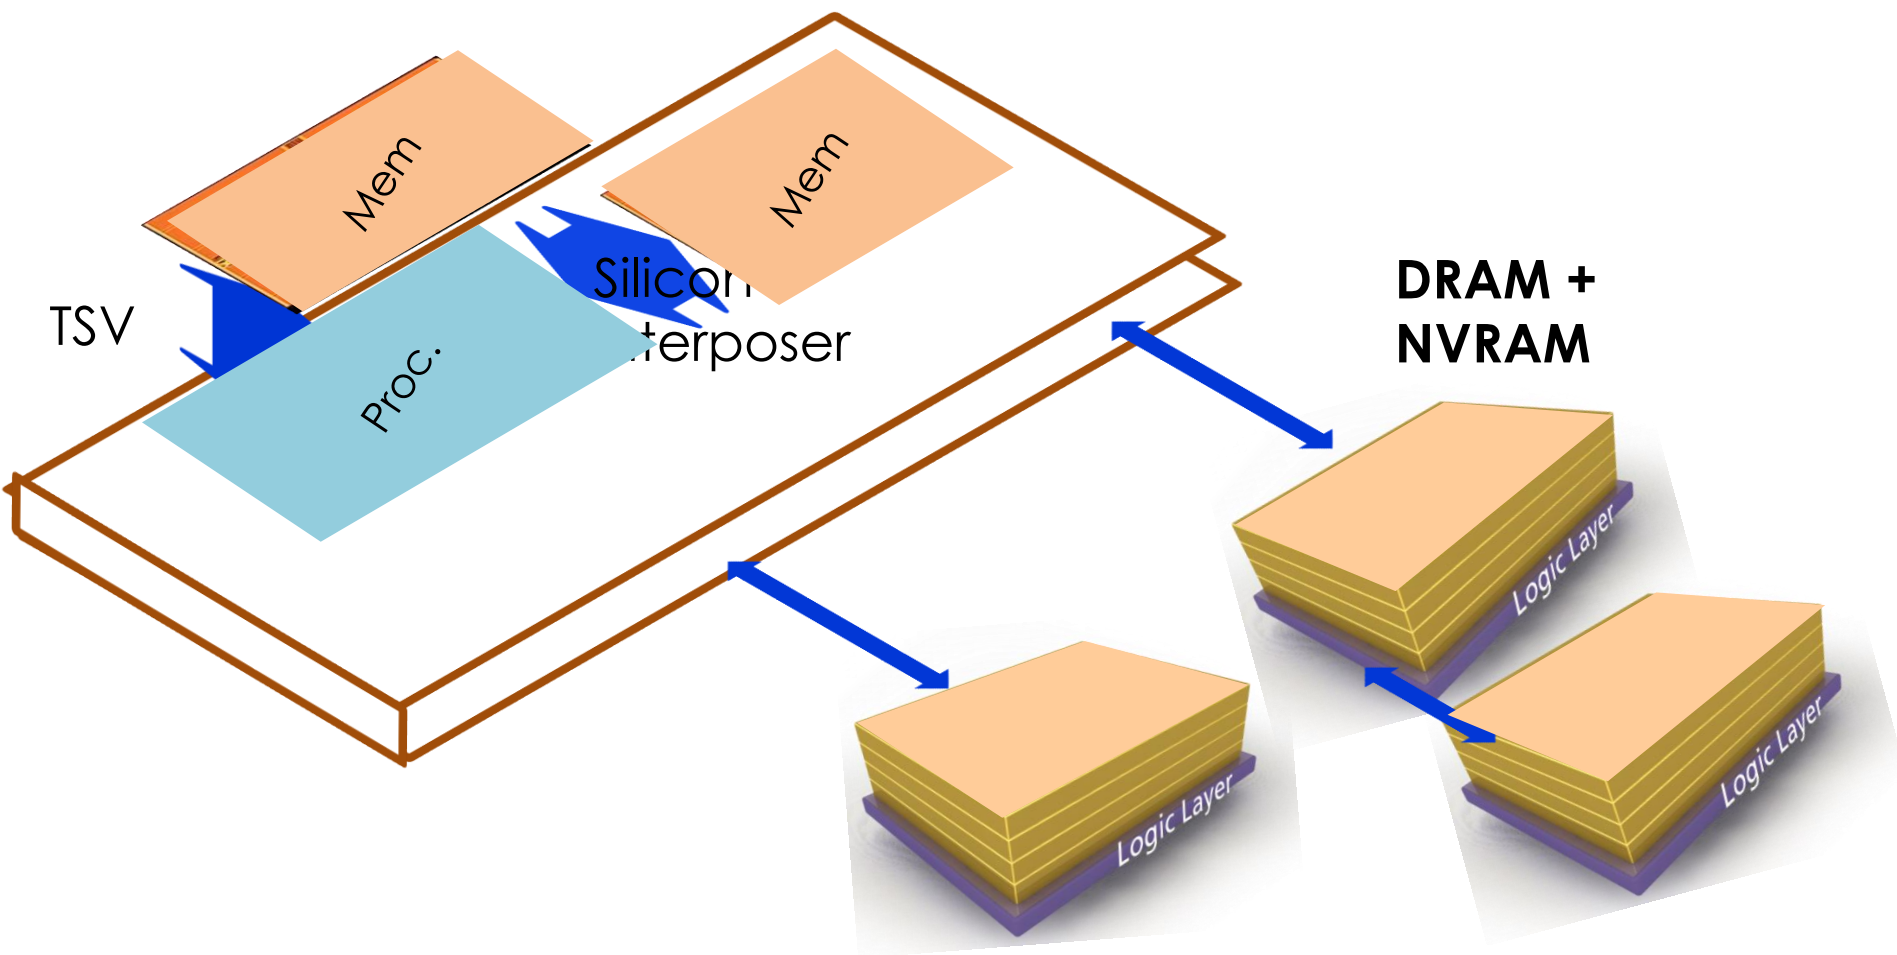 Mem
Mem
TSV
Silicon
terposer
Proc.
DRAM +
NVRAM
Logic Layer
Logic Layer
Logic Layer